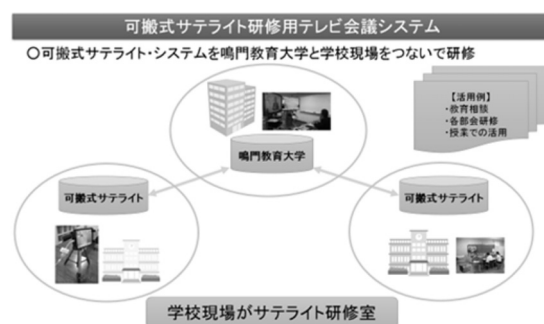 可搬式サテライト研修用テレビ会議システム
〇可搬式サテライト・システムを鳴門教育大学と学校現場をつないで研修
【活用例】
・教育相談
・各部会研修
・授業での活用
鳴門教育大学
可搬式サテライト
可搬式サテライト
学校現場がサテライト研修室